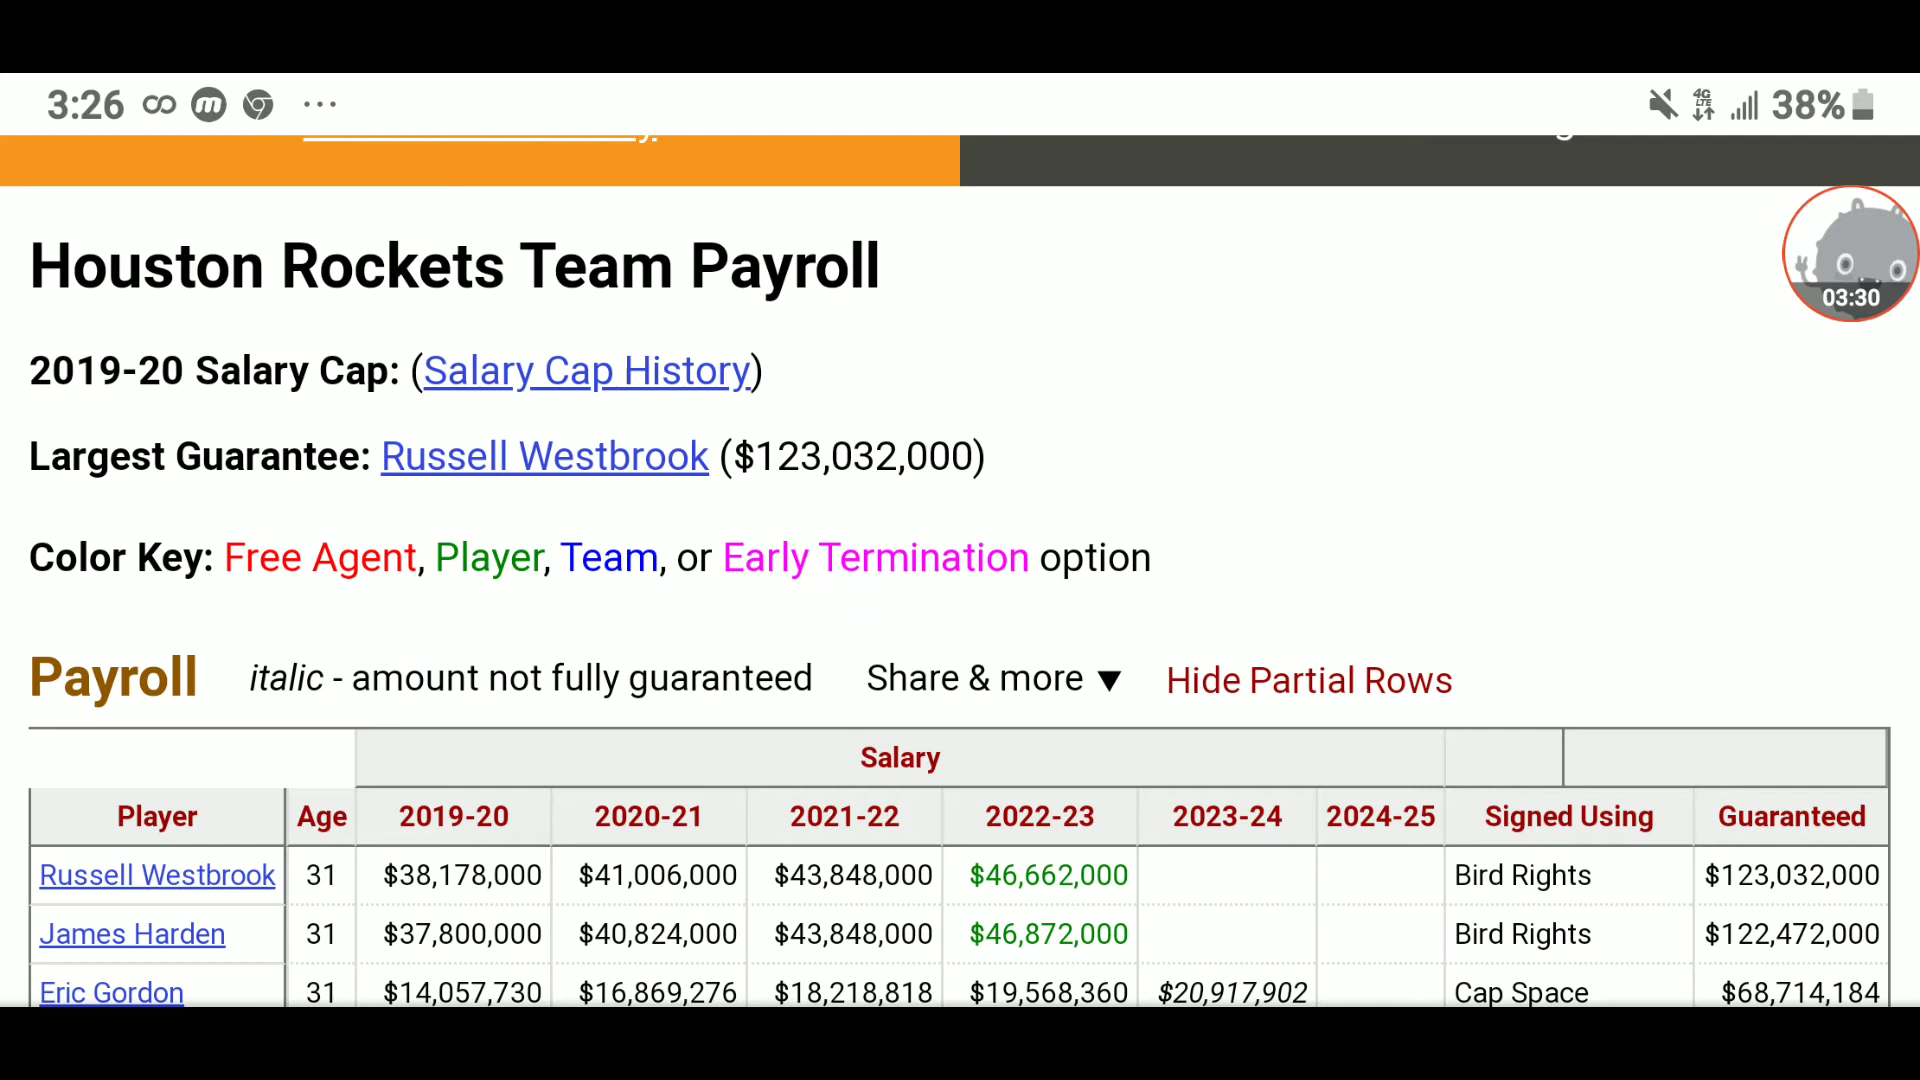 3:26 38%
03:30
Houston Rockets Team Payroll
2019-20 Salary Cap: (Salary Cap History)
Largest Guarantee: Russell Westbrook ($123,032,000)
Color Key: Free Agent, Player, Team, or Early Termination option
Payroll italic - amount not fully guaranteed Share & more ▼ Hide Partial Rows
Salary
Player Age 2019-20 2020-21 2021-22 2022-23 2023-24 2024-25 Signed Using Guaranteed
Russell Westbrook 31 $38,178,000 $41,006,000 $43,848,000 $46,662,000 Bird Rights $123,032,000
James Harden 31 $37,800,000 $40,824,000 $43,848,000 $46,872,000 Bird Rights $122,472,000
Eric Gordon 31 $14,057,730 $16,869,276 $18,218,818 $19,568,360 $20,917,902 Cap Space $68,714,184